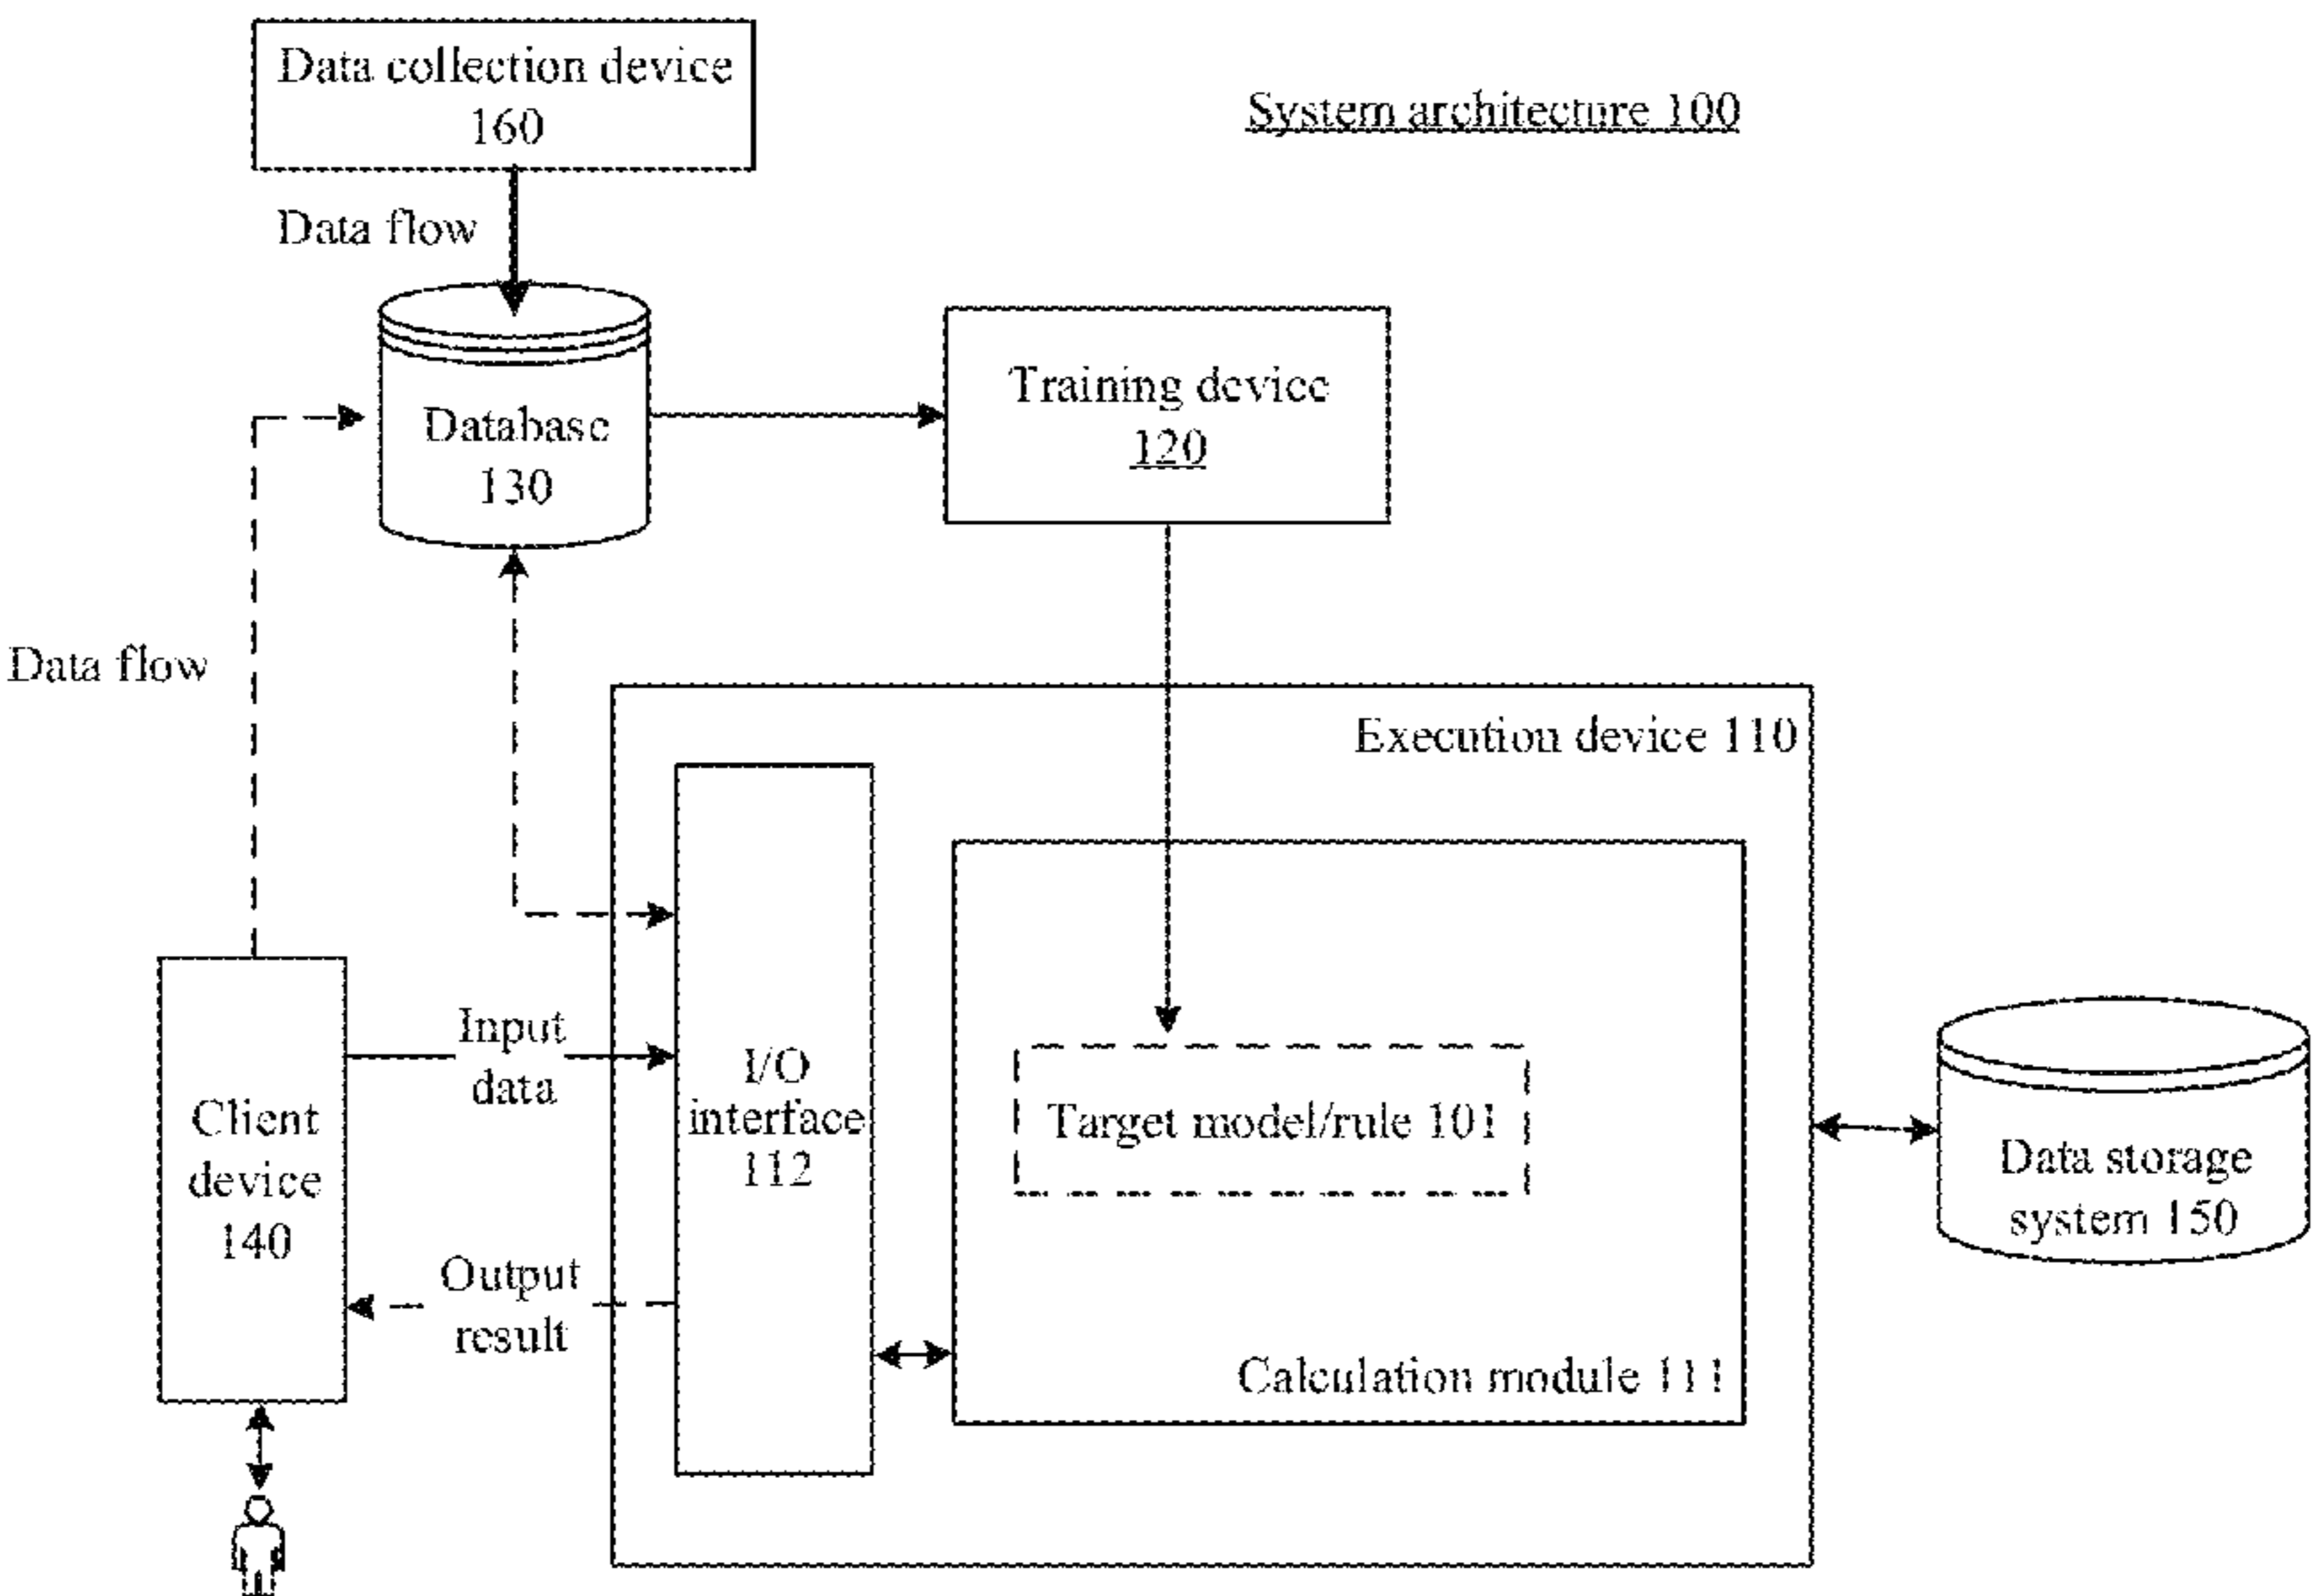 Data collection device
160
System architecture 100
Data flow
Training device
120
Database
130
Data flow
Execution device 110
Input
data
I/O
interface
112
Target model/rule 101
Client
device
140
Data storage
system 150
Output
result
Calculation module 111